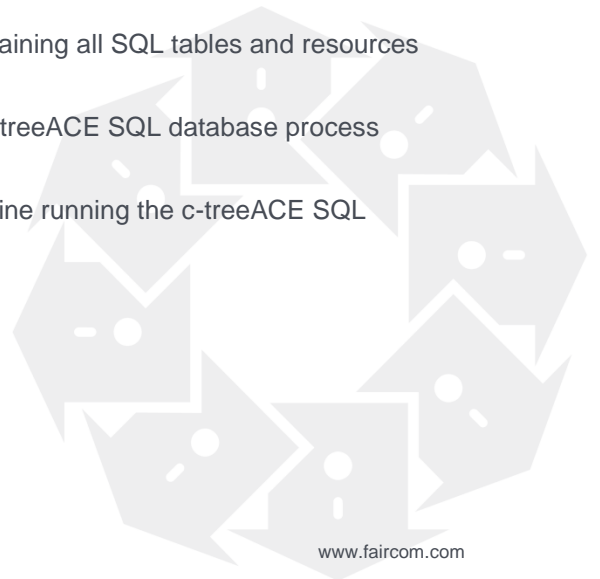 aining all SQL tables and resources
treeACE SQL database process
ine running the c-treeACE SQL
www.faircom.com